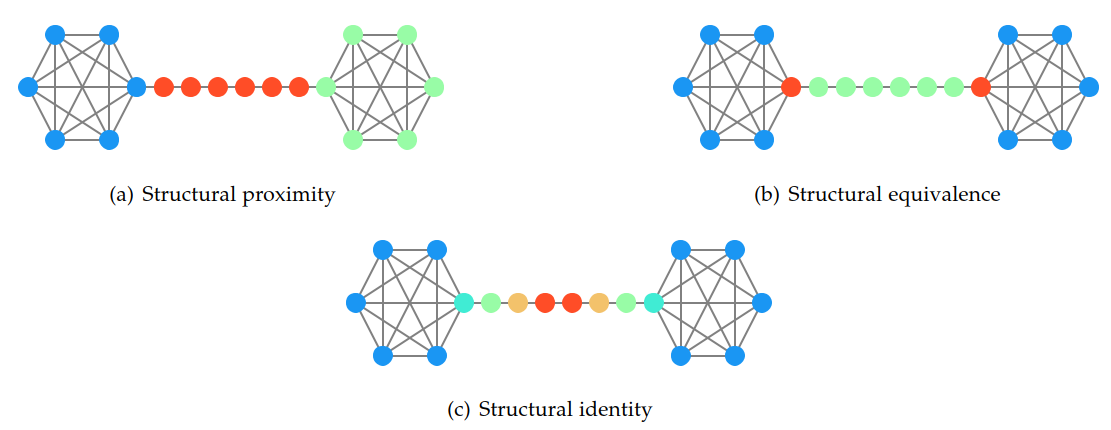 (a) Structural proximity
(b) Structural equivalence
(c) Structural identity